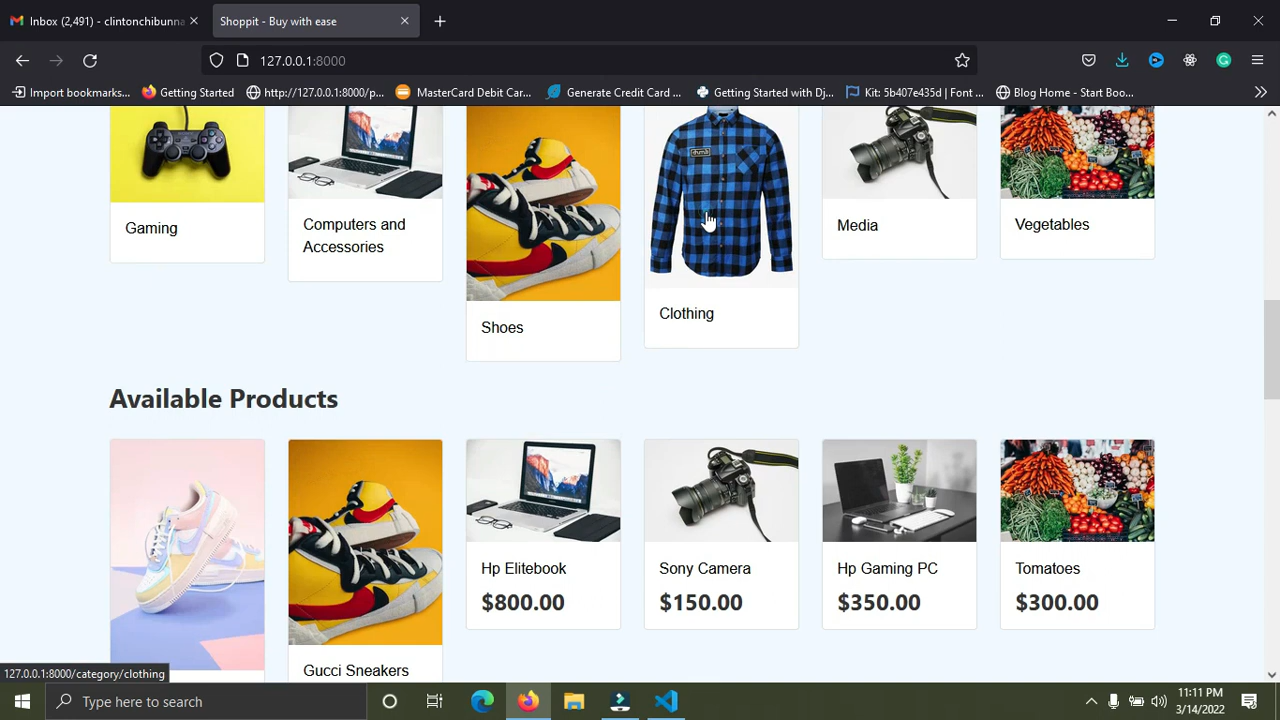 Inbox (2,491) - clintonchibunna
Shoppit - Buy with ease
127.0.0.1:8000
Import bookmarks...
Getting Started
http://127.0.0.1:8000/p...
MasterCard Debit Car...
Generate Credit Card ...
Getting Started with Dj...
Kit: 5b407e435d | Font ...
Blog Home - Start Boo...
Gaming
Computers and
Accessories
Shoes
Clothing
Media
Vegetables
Available Products
Gucci Sneakers
Hp Elitebook
$800.00
Sony Camera
$150.00
Hp Gaming PC
$350.00
Tomatoes
$300.00
127.0.0.1:8000/category/clothing
Type here to search
11:11 PM
3/14/2022